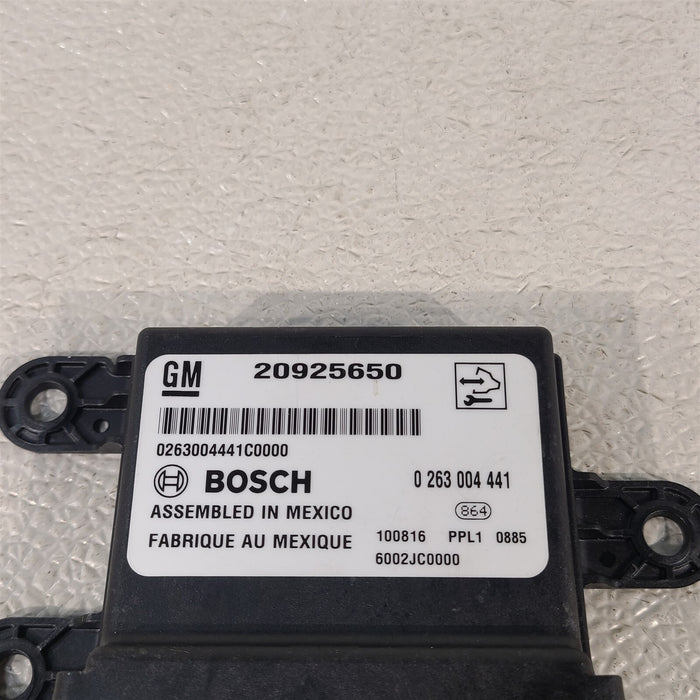 GM 20925650
0263004441C0000
BOSCH 0 263 004 441
ASSEMBLED IN MEXICO 864
FABRIQUE AU MEXIQUE 100816 PPL1 0885
6002JC0000